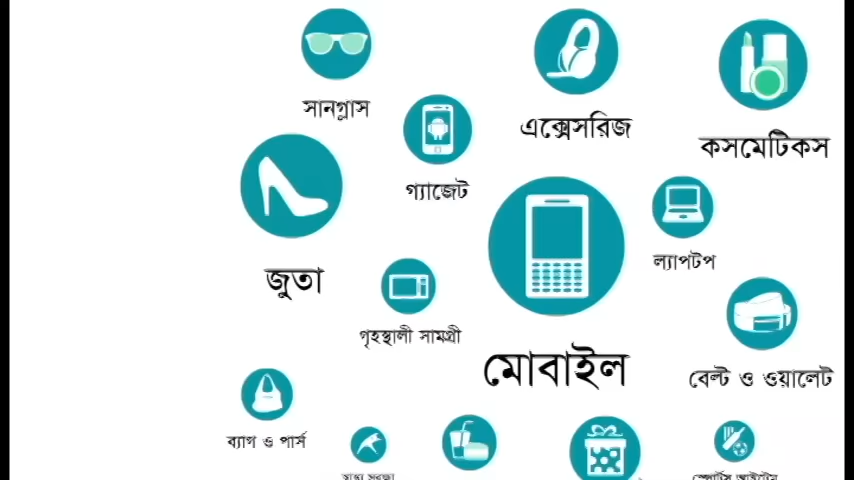 সানগ্লাস
এক্সেসরিজ
কসমেটিকস
গ্যাজেট
জুতা
ল্যাপটপ
গৃহস্থালী সামগ্রী
মোবাইল
বেল্ট ও ওয়ালেট
ব্যাগ ও পার্স